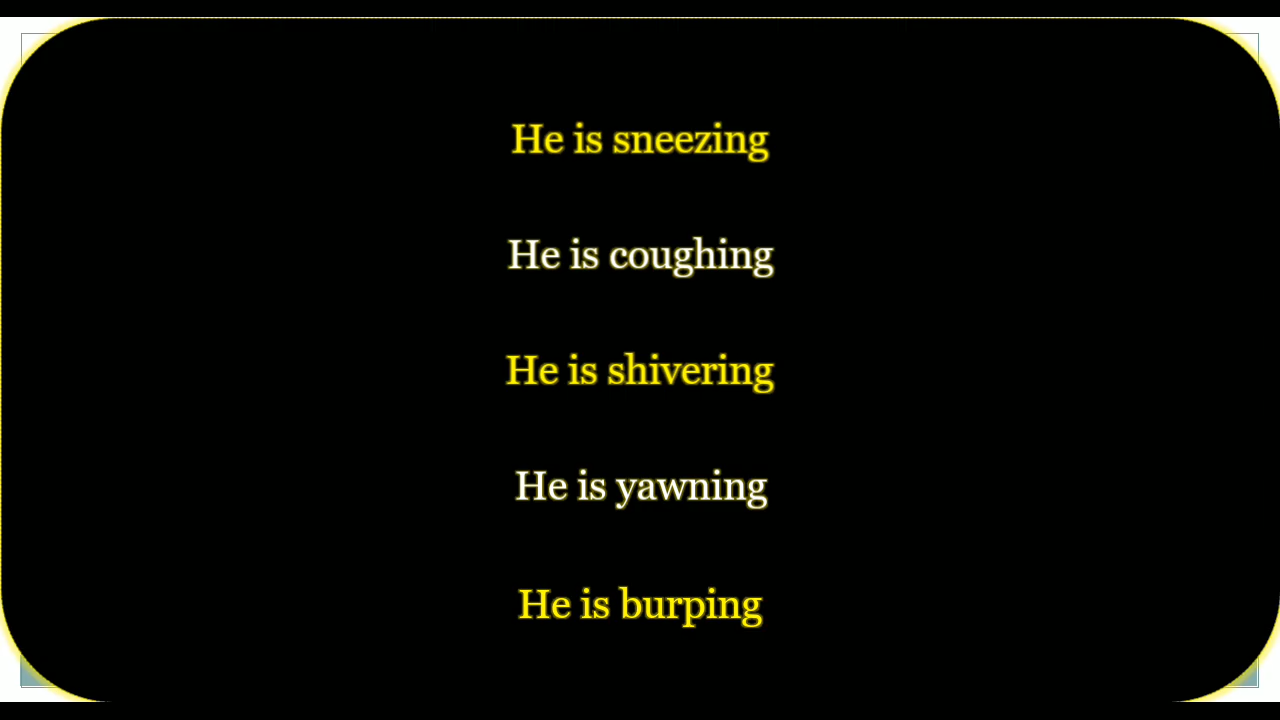 He is sneezing
He is coughing
He is shivering
He is yawning
He is burping